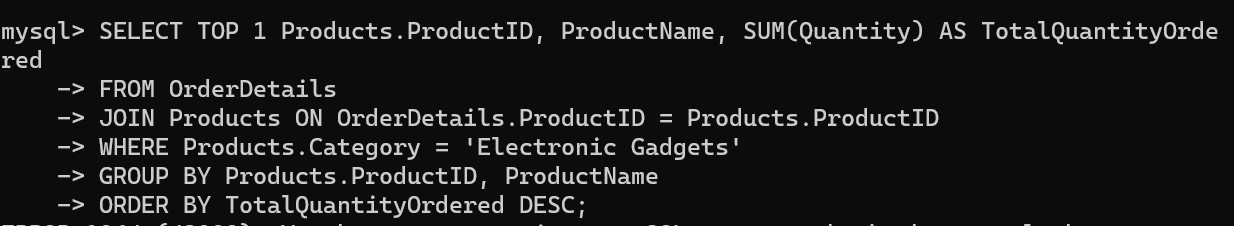 mysql> SELECT TOP 1 Products.ProductID, ProductName, SUM(Quantity) AS TotalQuantityOrde
red
    -> FROM OrderDetails
    -> JOIN Products ON OrderDetails.ProductID = Products.ProductID
    -> WHERE Products.Category = 'Electronic Gadgets'
    -> GROUP BY Products.ProductID, ProductName
    -> ORDER BY TotalQuantityOrdered DESC;